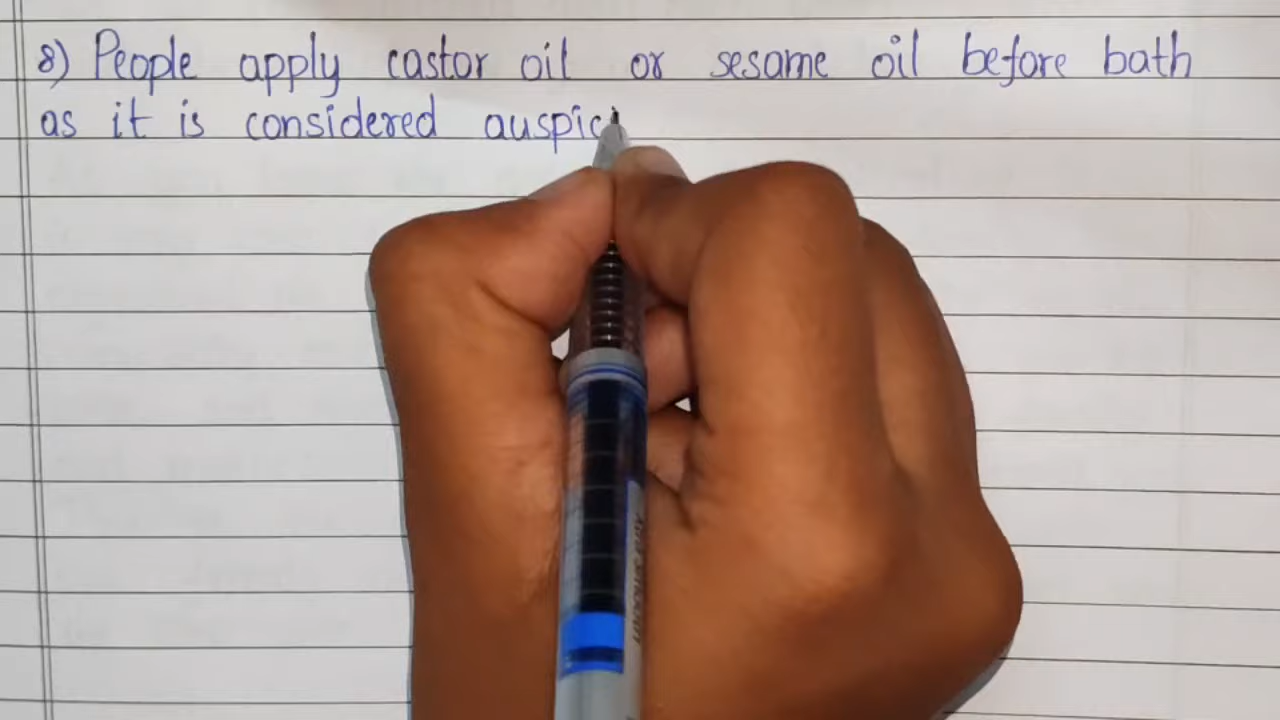 8) People apply castor oil or sesame oil before bath
as it is considered auspic